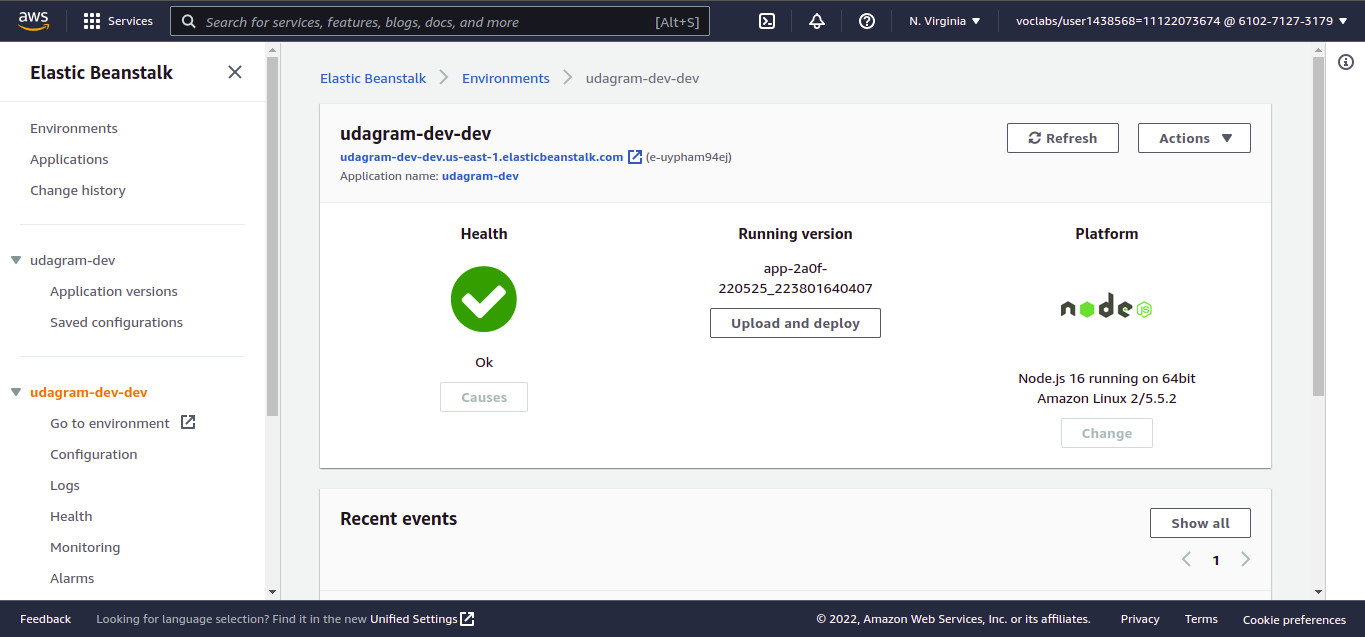 aws
Services
Search for services, features, blogs, docs, and more
[Alt+S]
N. Virginia
voclabs/user1438568=11122073674 @ 6102-7127-3179
Elastic Beanstalk
Environments
Applications
Change history
udagram-dev
Application versions
Saved configurations
udagram-dev-dev
Go to environment
Configuration
Logs
Health
Monitoring
Alarms
Elastic Beanstalk
Environments
udagram-dev-dev
udagram-dev-dev
udagram-dev-dev.us-east-1.elasticbeanstalk.com (e-uypham94ej)
Application name: udagram-dev
Refresh
Actions
Health
Ok
Causes
Running version
app-2a0f-
220525_223801640407
Upload and deploy
Platform
node
JS
Node.js 16 running on 64bit
Amazon Linux 2/5.5.2
Change
Recent events
Show all
1
Feedback
Looking for language selection? Find it in the new Unified Settings
© 2022, Amazon Web Services, Inc. or its affiliates.
Privacy
Terms
Cookie preferences